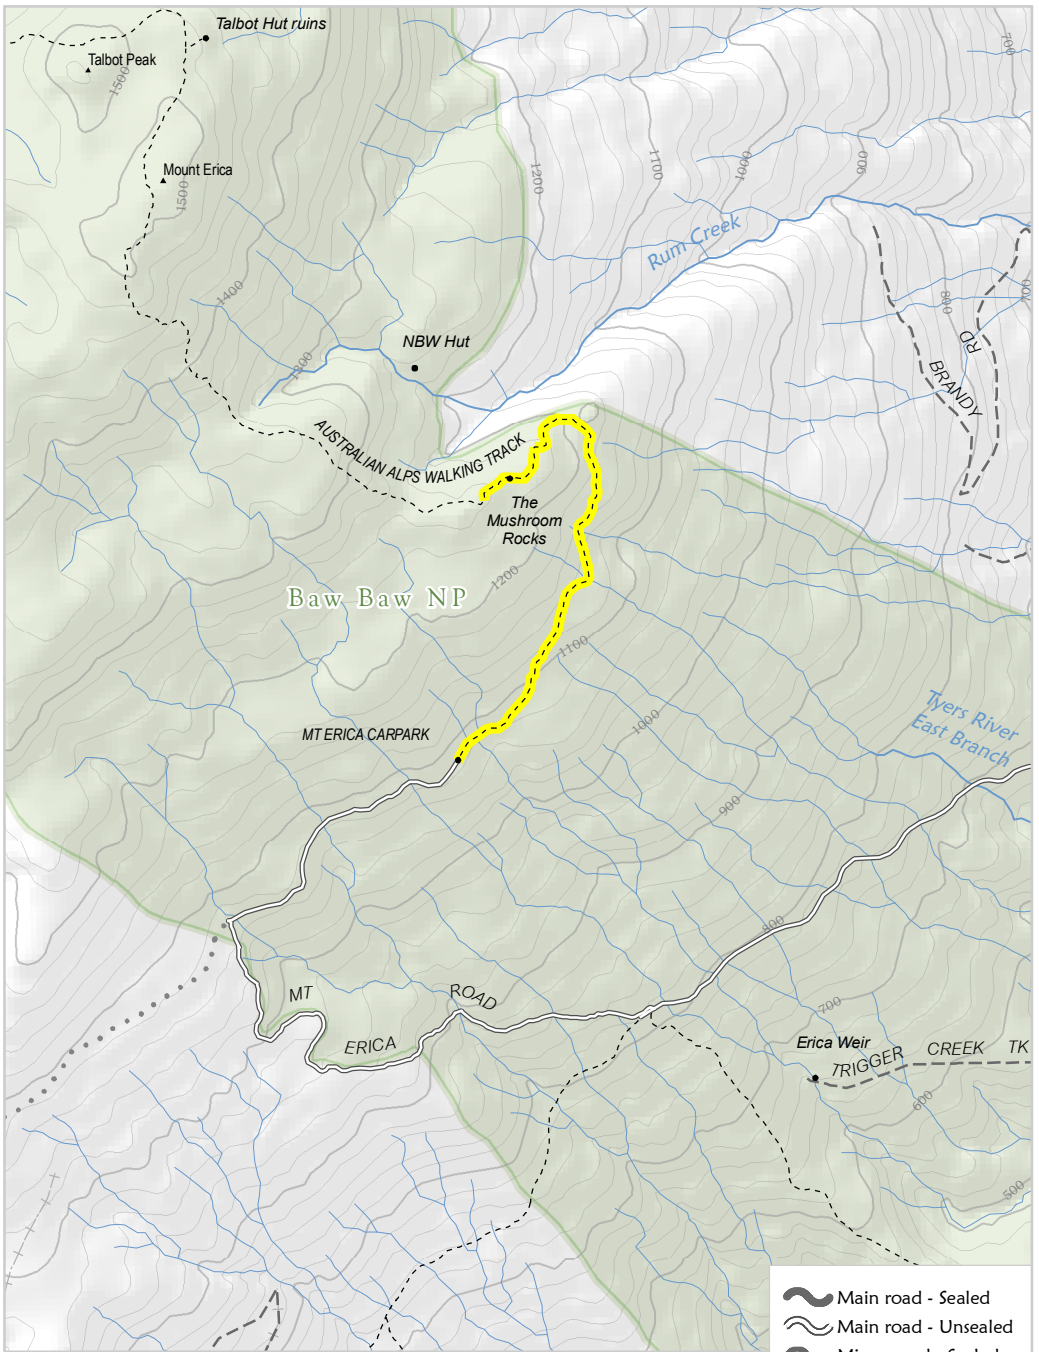 Talbot Hut ruins
Talbot Peak
1500
700
Mount Erica
1500
1200
1100
1000
900
Rum Creek
1400
800
700
RD
BRANDY
NBW Hut
1300
AUSTRALIAN ALPS WALKING TRACK
The
Mushroom
Rocks
1200
Baw Baw NP
1100
1000
Tyers River
East Branch
MT ERICA CARPARK
900
800
MT
ROAD
ERICA
700
Erica Weir
TRIGGER CREEK TK
600
500
Main road - Sealed
Main road - Unsealed